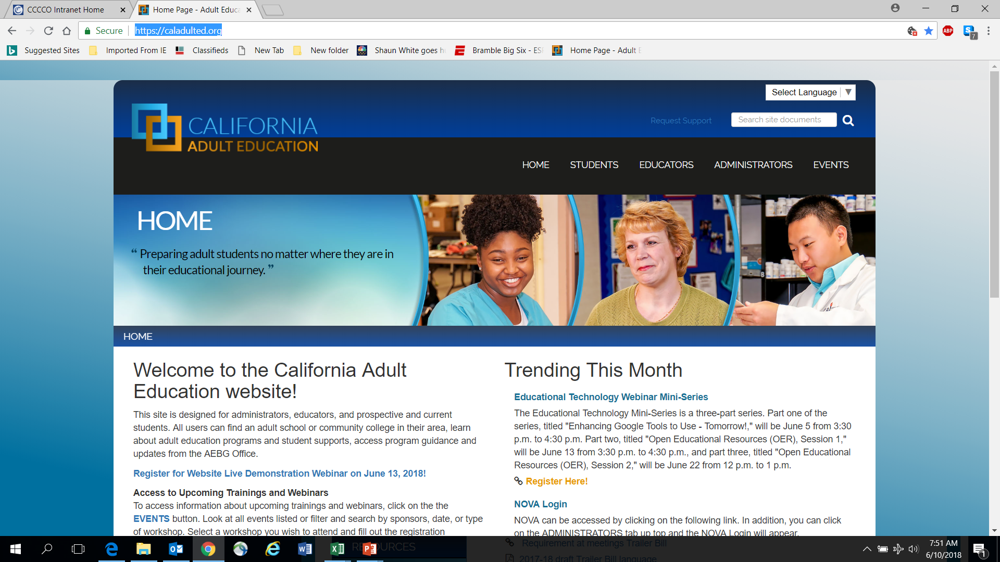 CCCCO Intranet Home
Home Page - Adult Educa
Secure
https://caladulted.org
ABP
S
7
Suggested Sites
Imported From IE
Classifieds
New Tab
New folder
Shaun White goes hu
Bramble Big Six - ESP
Home Page - Adult E
Select Language
CALIFORNIA
ADULT EDUCATION
Request Support
Search site documents
HOME
STUDENTS
EDUCATORS
ADMINISTRATORS
EVENTS
HOME
“ Preparing adult students no matter where they are in
their educational journey. ”
HOME
Welcome to the California Adult
Education website!
This site is designed for administrators, educators, and prospective and current
students. All users can find an adult school or community college in their area, learn
about adult education programs and student supports, access program guidance and
updates from the AEBG Office.
Register for Website Live Demonstration Webinar on June 13, 2018!
Access to Upcoming Trainings and Webinars
To access information about upcoming trainings and webinars, click on the the
EVENTS button. Look at all events listed or filter and search by sponsors, date, or type
of workshop. Select a workshop you wish to attend and fill out the registration
Trending This Month
Educational Technology Webinar Mini-Series
The Educational Technology Mini-Series is a three-part series. Part one of the
series, titled "Enhancing Google Tools to Use - Tomorrow!," will be June 5 from 3:30
p.m. to 4:30 p.m. Part two, titled "Open Educational Resources (OER), Session 1,"
will be June 13 from 3:30 p.m. to 4:30 p.m., and part three, titled "Open Educational
Resources (OER), Session 2," will be June 22 from 12 p.m. to 1 p.m.
Register Here!
NOVA Login
NOVA can be accessed by clicking on the following link. In addition, you can click
on the ADMINISTRATORS tab up top and the NOVA Login will appear.
RESOURCES
Requirement at meetings Trailer Bill
2017-18 draft Trailer Bill language
7:51 AM
6/10/2018
1